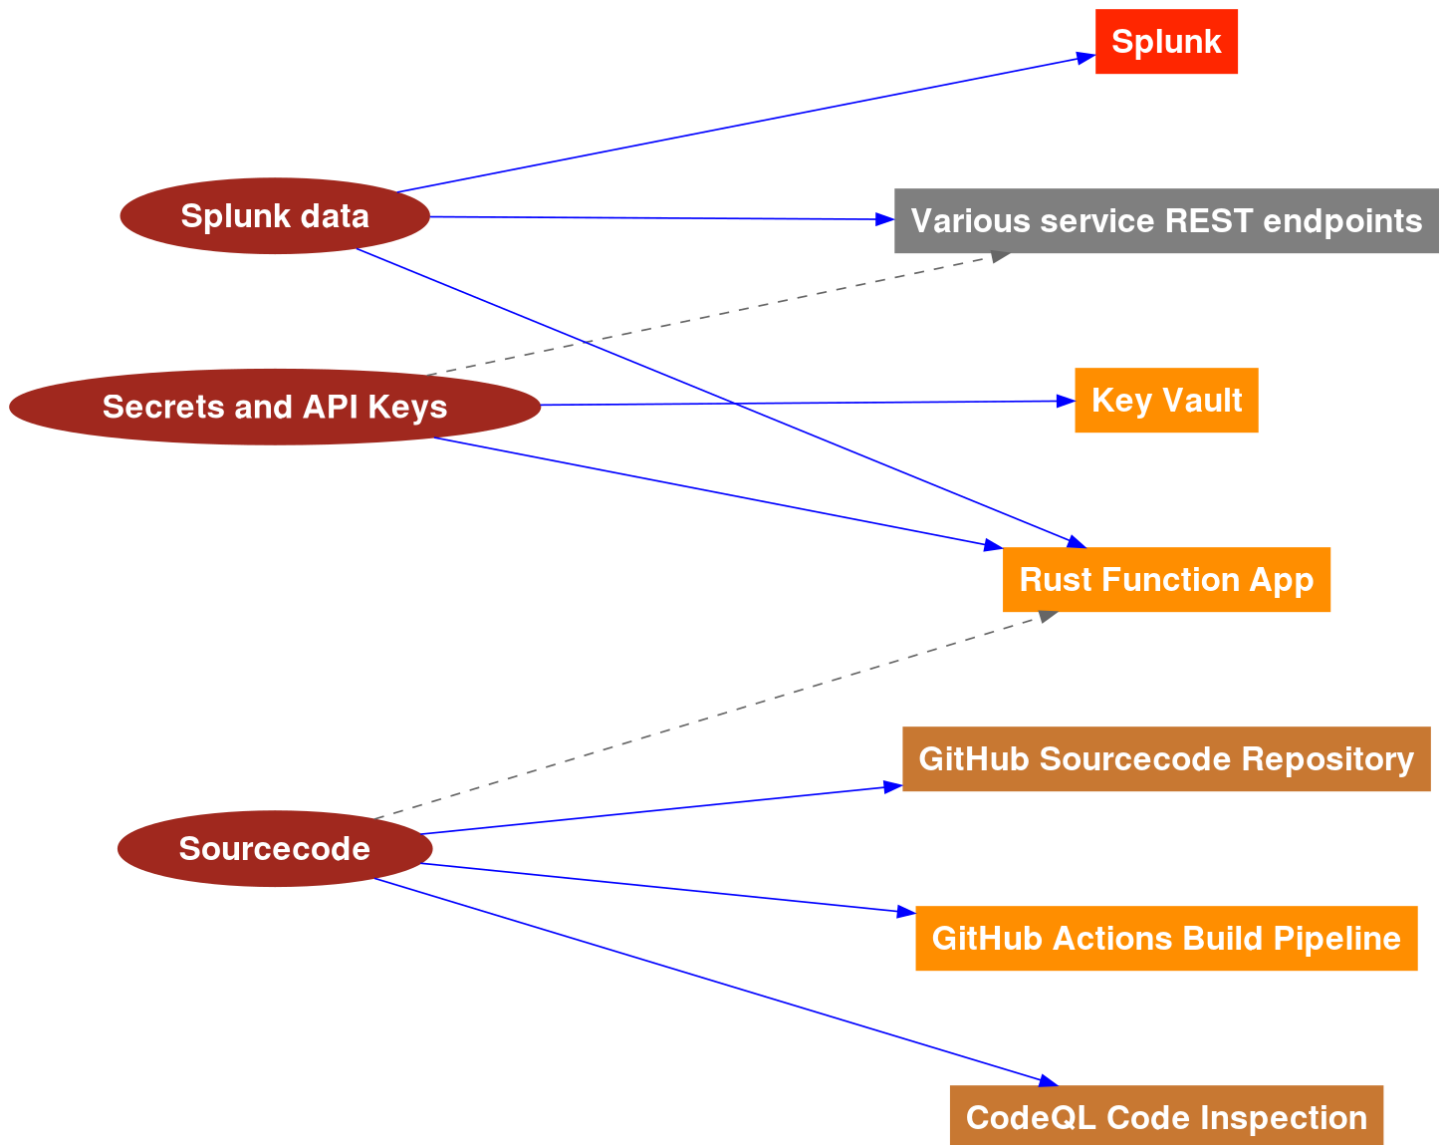 Splunk
Splunk data
Various service REST endpoints
Secrets and API Keys
Key Vault
Rust Function App
GitHub Sourcecode Repository
Sourcecode
GitHub Actions Build Pipeline
CodeQL Code Inspection